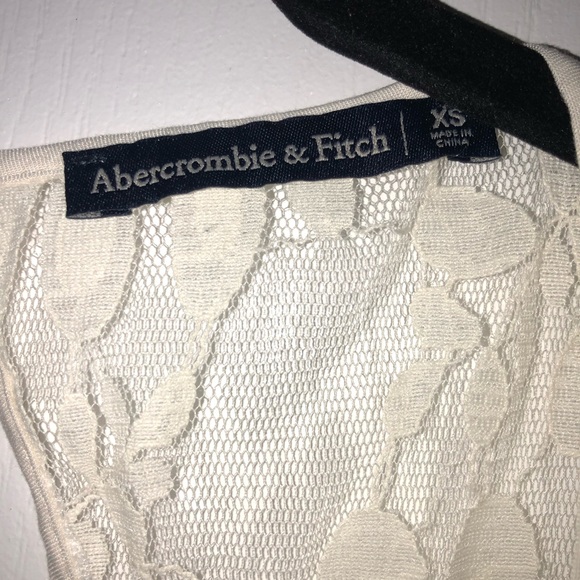 Abercrombie & Fitch | XS
MADE IN
CHINA